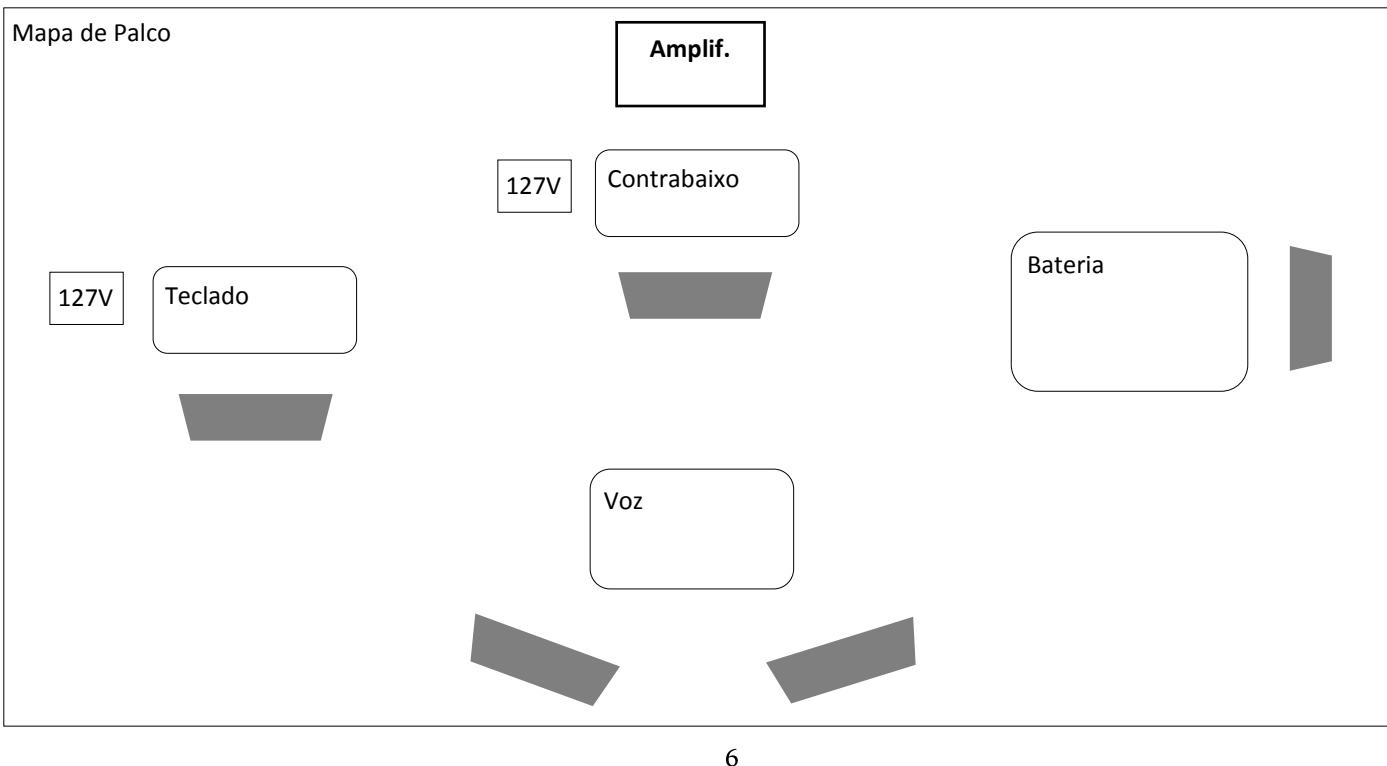 Mapa de Palco
Amplif.
127V
Contrabaixo
Bateria
127V
Teclado
Voz
6